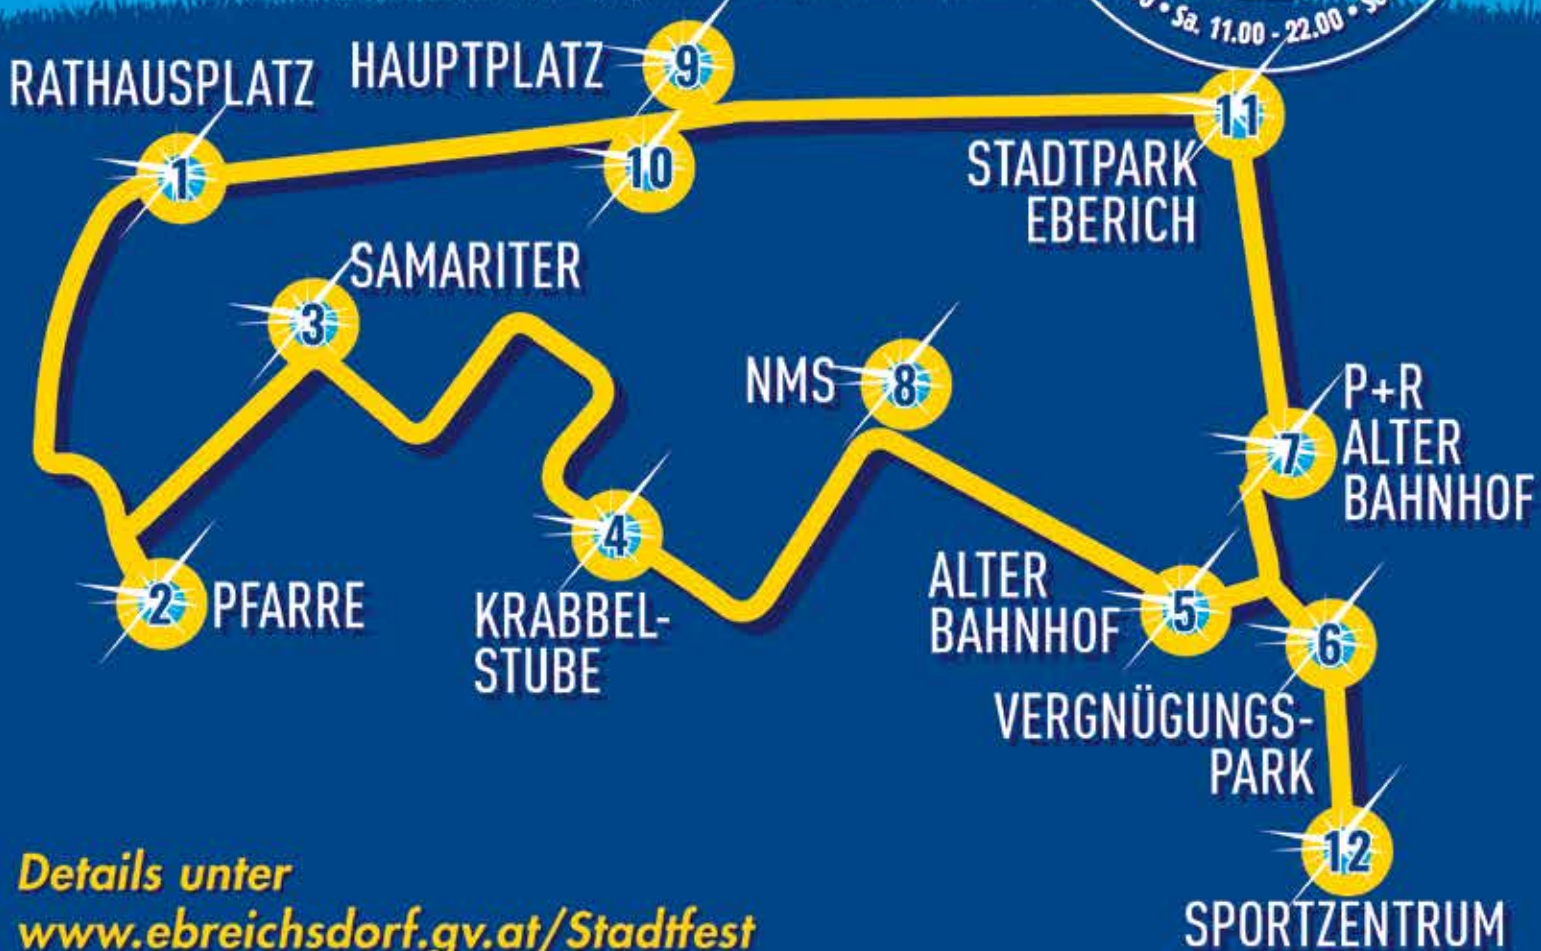 • Sa. 11.00 - 22.00 •
RATHAUSPLATZ
HAUPTPLATZ
9
1
10
11
STADTPARK
EBERICH
SAMARITER
3
NMS
8
P+R
ALTER
BAHNHOF
7
4
KRABBEL-
STUBE
2
PFARRE
ALTER
BAHNHOF
5
6
VERGNÜGUNGS-
PARK
12
SPORTZENTRUM
Details unter
www.ebreichsdorf.gv.at/Stadtfest